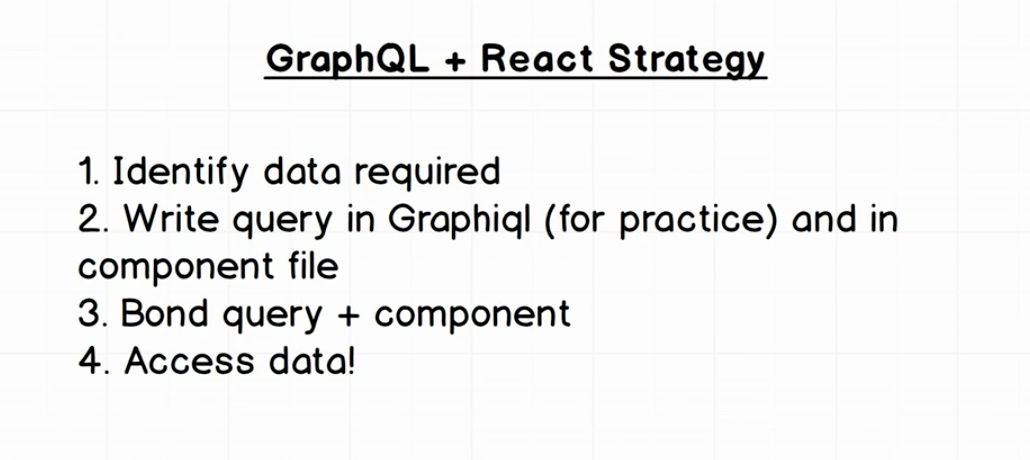 GraphQL + React Strategy
1. Identify data required
2. Write query in Graphiql (for practice) and in
component file
3. Bond query + component
4. Access data!